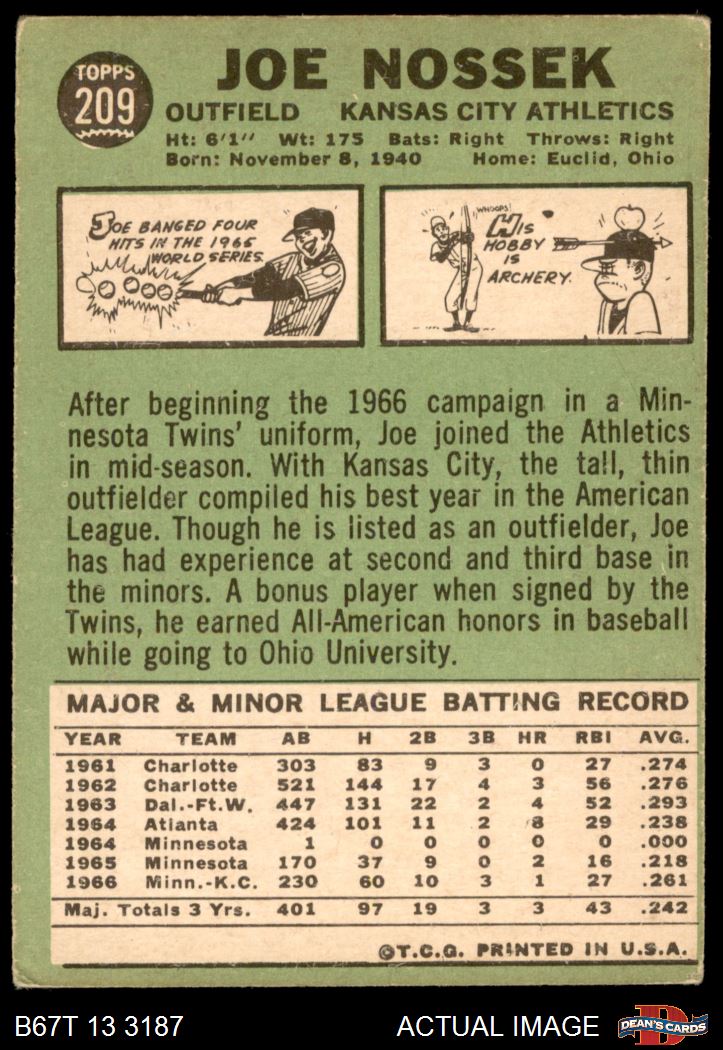 TOPPS
209
JOE NOSSEK
OUTFIELD KANSAS CITY ATHLETICS
Ht: 6'1" Wt: 175 Bats: Right Throws: Right
Born: November 8, 1940 Home: Euclid, Ohio
JOE BANGED FOUR
HITS IN THE 1965
WORLD SERIES.
WHOOPS!
HIS
HOBBY
IS
ARCHERY.
After beginning the 1966 campaign in a Min-
nesota Twins' uniform, Joe joined the Athletics
in mid-season. With Kansas City, the tall, thin
outfielder compiled his best year in the American
League. Though he is listed as an outfielder, Joe
has had experience at second and third base in
the minors. A bonus player when signed by the
Twins, he earned All-American honors in baseball
while going to Ohio University.
MAJOR & MINOR LEAGUE BATTING RECORD
YEAR TEAM AB H 2B 3B HR RBI AVG.
1961 Charlotte 303 83 9 3 0 27 .274
1962 Charlotte 521 144 17 4 3 56 .276
1963 Dal.-Ft.W. 447 131 22 2 4 52 .293
1964 Atlanta 424 101 11 2 8 29 .238
1964 Minnesota 1 0 0 0 0 0 .000
1965 Minnesota 170 37 9 0 2 16 .218
1966 Minn.-K.C. 230 60 10 3 1 27 .261
Maj. Totals 3 Yrs. 401 97 19 3 3 43 .242
©T.C.G. PRINTED IN U.S.A.
B67T 13 3187 ACTUAL IMAGE
D
DEAN'S CARDS